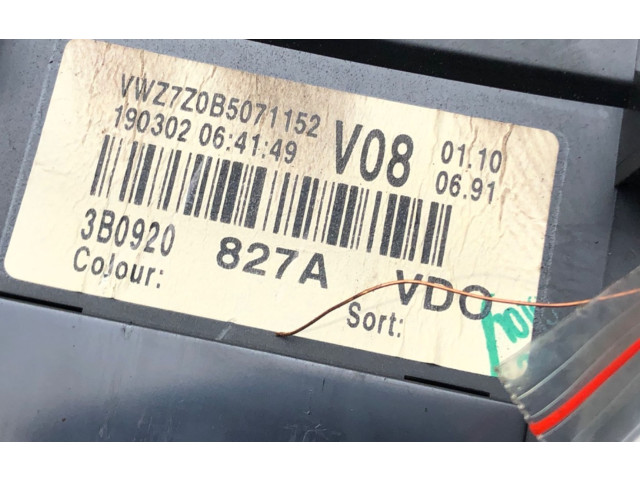 VWZ7Z0B5071152
190302 06:41:49
V08
01.10
06.91
3B0920 827A VDO
Colour: Sort: